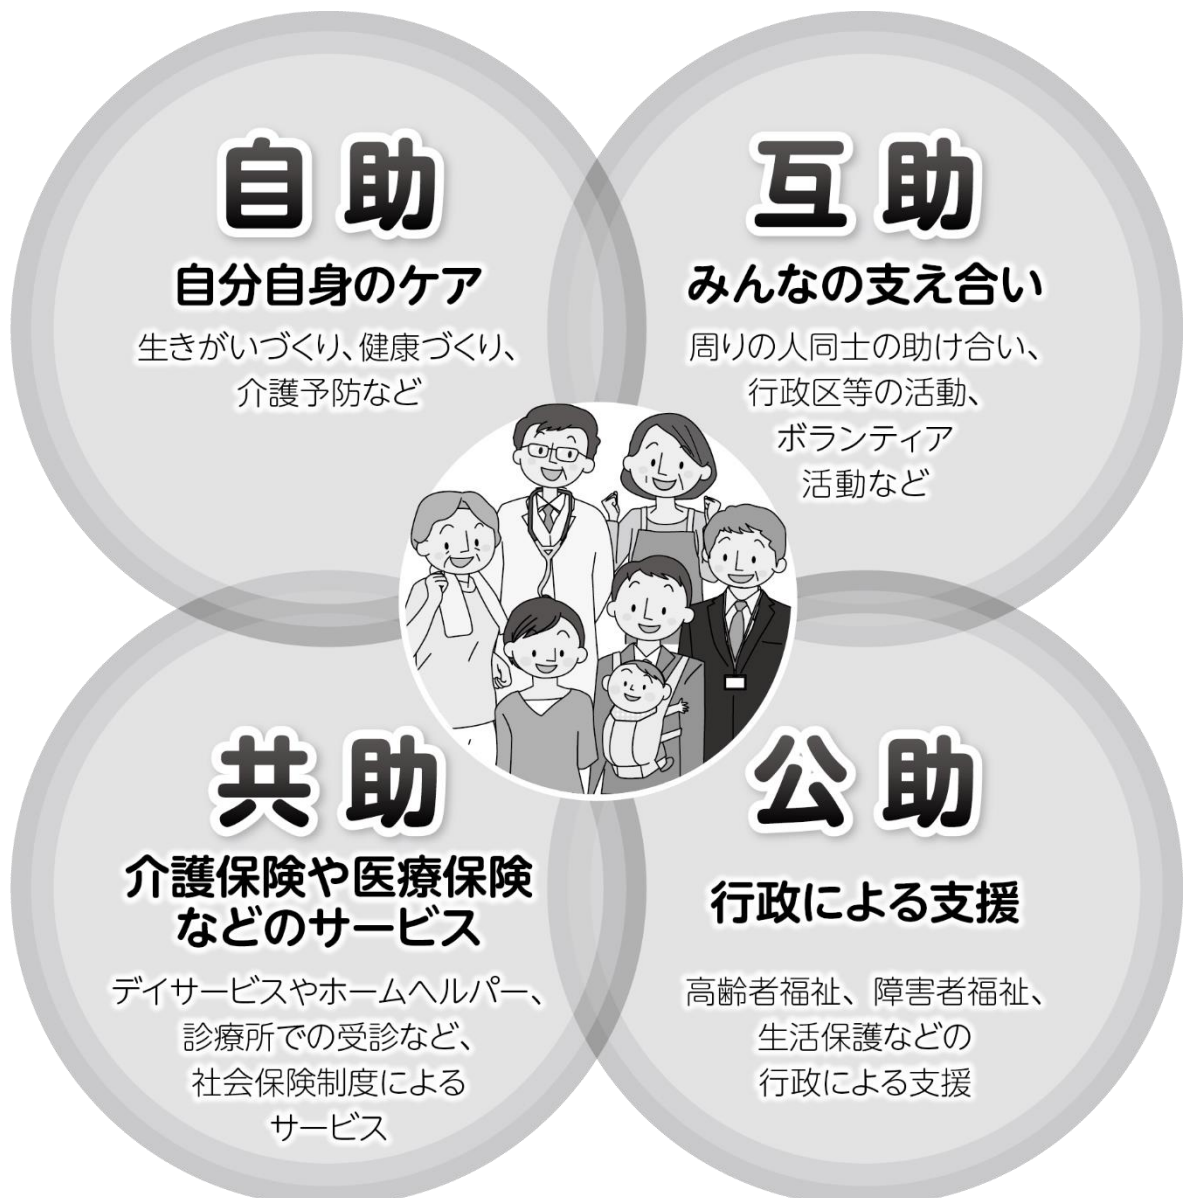 自助
自分自身のケア
生きがいづくり、健康づくり、
介護予防など
互助
みんなの支え合い
周りの人同士の助け合い、
行政区等の活動、
ボランティア
活動など
共助
介護保険や医療保険
などのサービス
デイサービスやホームヘルパー、
診療所での受診など、
社会保険制度による
サービス
公助
行政による支援
高齢者福祉、障害者福祉、
生活保護などの
行政による支援